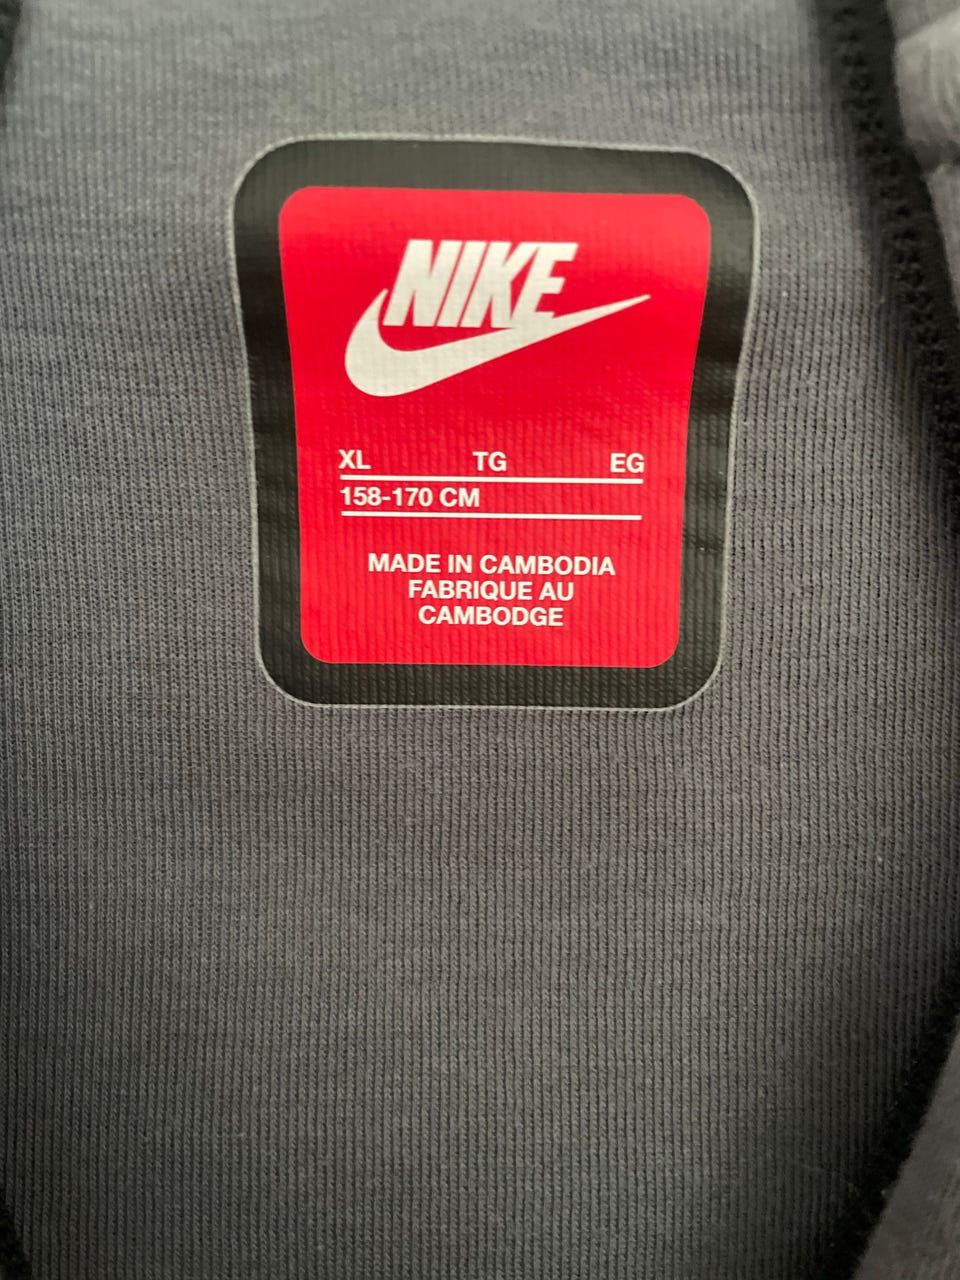 NIKE
XL TG EG
158-170 CM
MADE IN CAMBODIA
FABRIQUE AU
CAMBODGE